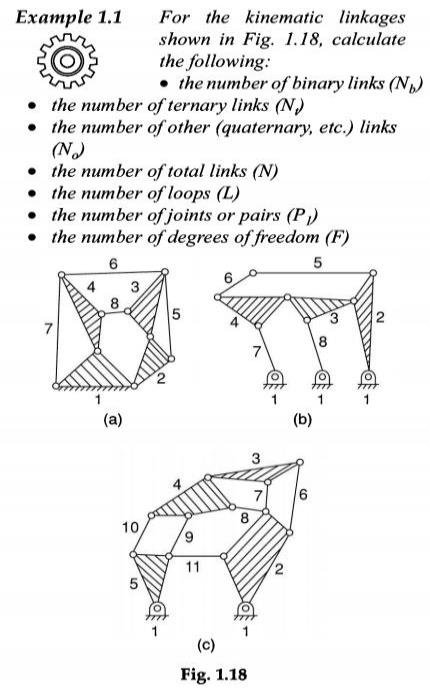 Example 1.1 For the kinematic linkages
shown in Fig. 1.18, calculate
the following:
• the number of binary links (Nb)
• the number of ternary links (Nt)
• the number of other (quaternary, etc.) links
(No)
• the number of total links (N)
• the number of loops (L)
• the number of joints or pairs (P1)
• the number of degrees of freedom (F)
6
4 3
8
7 5
2
1
(a)
5
6
4 3 2
7 8
1 1 1
(b)
3
4
7 6
8
10 9
11
5 2
1 1
(c)
Fig. 1.18